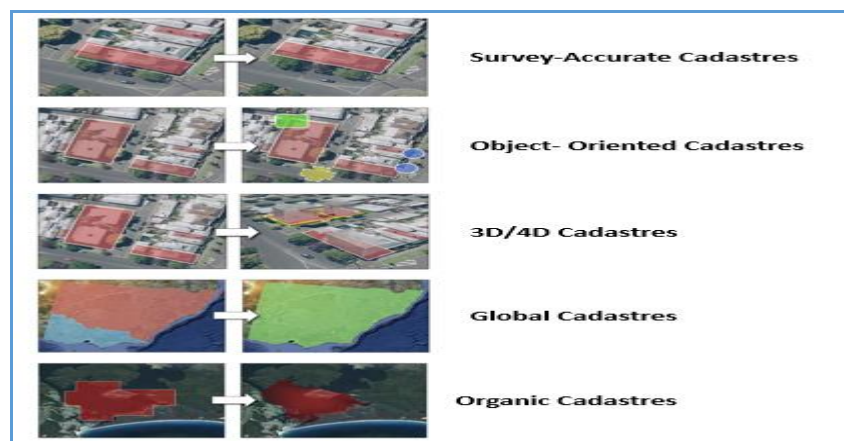 Survey-Accurate Cadastres
Object- Oriented Cadastres
3D/4D Cadastres
Global Cadastres
Organic Cadastres